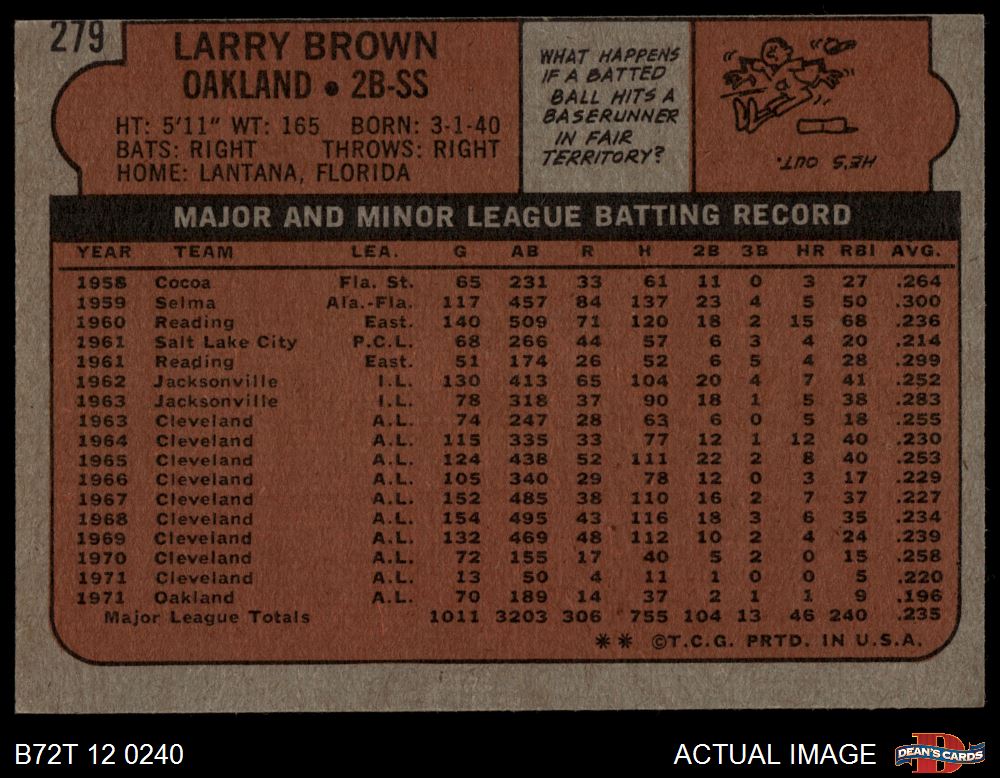 279
LARRY BROWN
OAKLAND • 2B-SS
HT: 5'11" WT: 165 BORN: 3-1-40
BATS: RIGHT THROWS: RIGHT
HOME: LANTANA, FLORIDA
WHAT HAPPENS
IF A BATTED
BALL HITS A
BASERUNNER
IN FAIR
TERRITORY?
HE'S OUT.
MAJOR AND MINOR LEAGUE BATTING RECORD
YEAR TEAM LEA. G AB R H 2B 3B HR RBI AVG.
1958 Cocoa Fla. St. 65 231 33 61 11 0 3 27 .264
1959 Selma Ala.-Fla. 117 457 84 137 23 4 5 50 .300
1960 Reading East. 140 509 71 120 18 2 15 68 .236
1961 Salt Lake City P.C.L. 68 266 44 57 6 3 4 20 .214
1961 Reading East. 51 174 26 52 6 5 4 28 .299
1962 Jacksonville I.L. 130 413 65 104 20 4 7 41 .252
1963 Jacksonville I.L. 78 318 37 90 18 1 5 38 .283
1963 Cleveland A.L. 74 247 28 63 6 0 5 18 .255
1964 Cleveland A.L. 115 335 33 77 12 1 12 40 .230
1965 Cleveland A.L. 124 438 52 111 22 2 8 40 .253
1966 Cleveland A.L. 105 340 29 78 12 0 3 17 .229
1967 Cleveland A.L. 152 485 38 110 16 2 7 37 .227
1968 Cleveland A.L. 154 495 43 116 18 3 6 35 .234
1969 Cleveland A.L. 132 469 48 112 10 2 4 24 .239
1970 Cleveland A.L. 72 155 17 40 5 2 0 15 .258
1971 Cleveland A.L. 13 50 4 11 1 0 0 5 .220
1971 Oakland A.L. 70 189 14 37 2 1 1 9 .196
Major League Totals 1011 3203 306 755 104 13 46 240 .235
** ©T.C.G. PRTD. IN U.S.A.
B72T 12 0240
ACTUAL IMAGE
DEAN'S CARDS